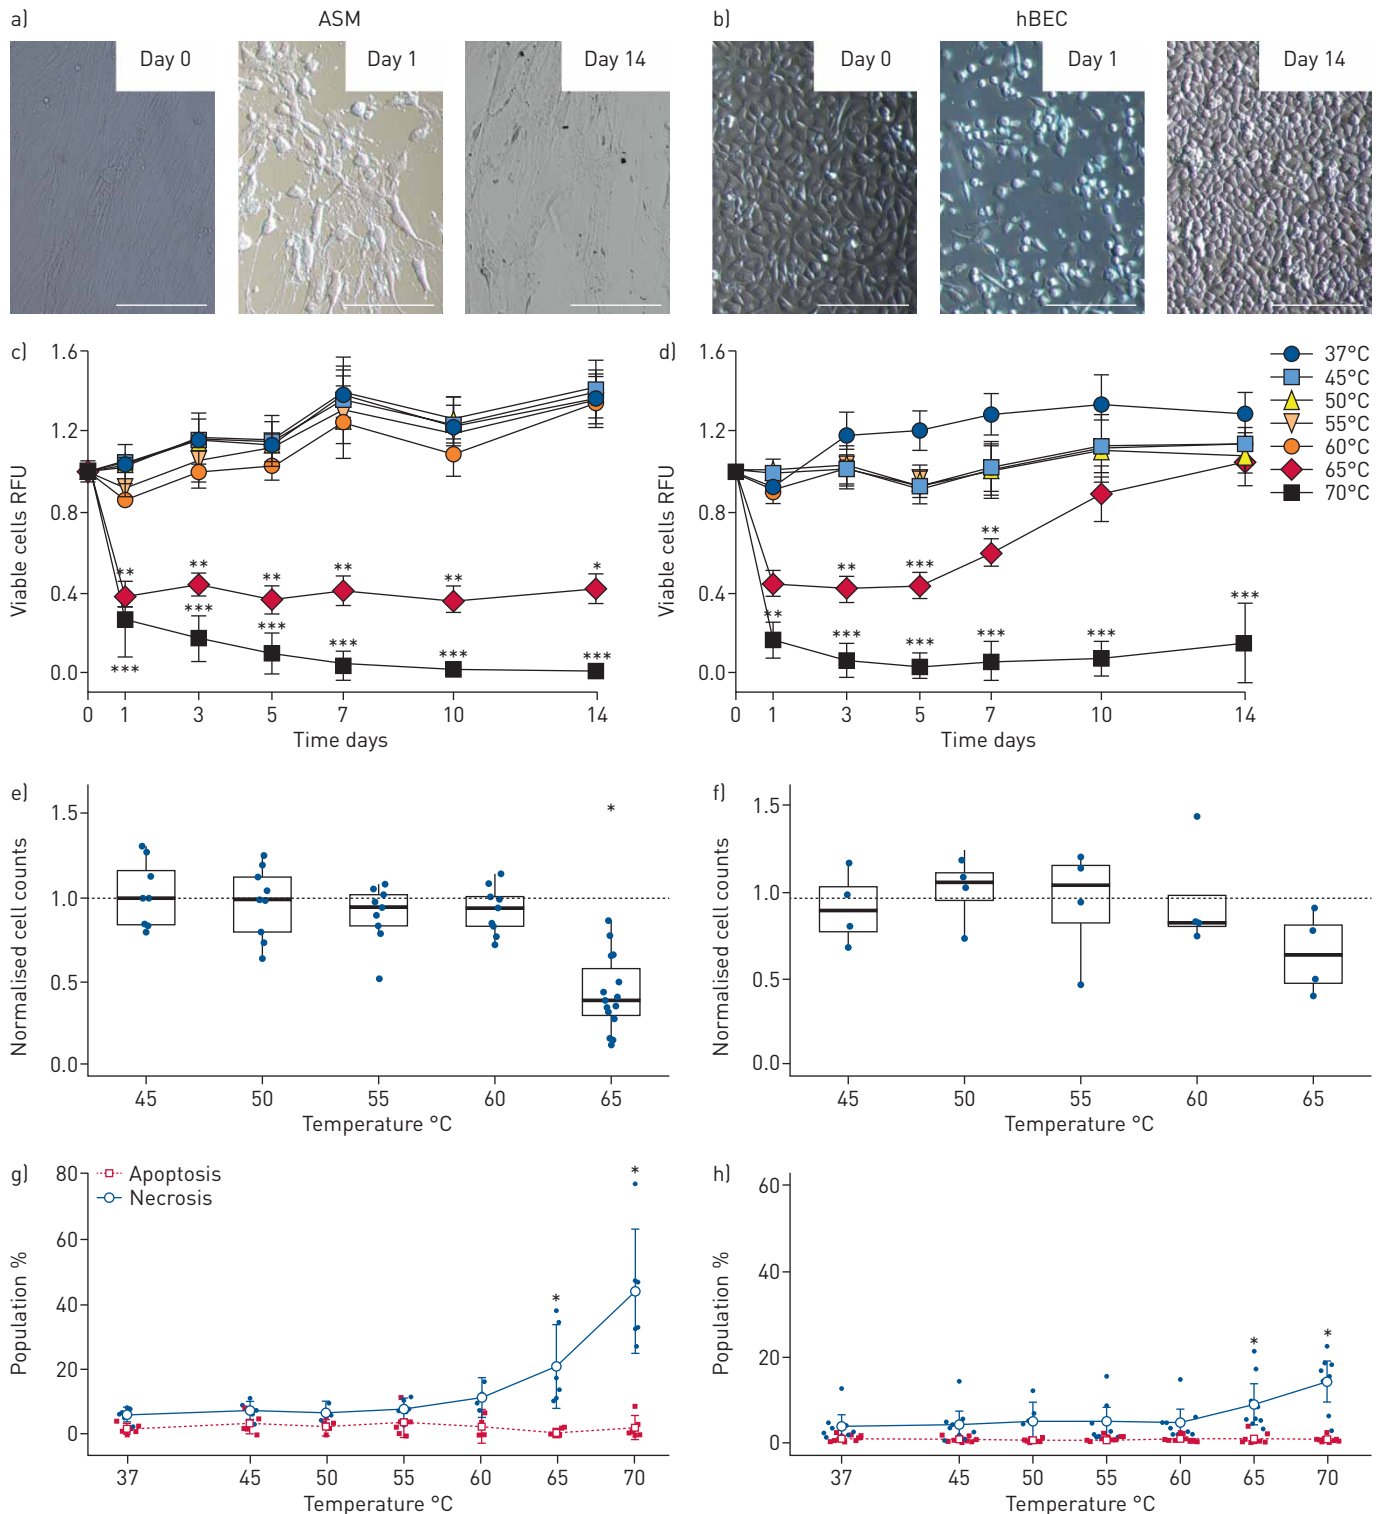 a) ASM
Day 0
Day 1
Day 14
b) hBEC
Day 0
Day 1
Day 14
c)
Viable cells RFU
1.6
1.2
0.8
0.4
0.0
** ** ** ** ** *
*** *** *** *** *** ***
0 1 3 5 7 10 14
Time days
d)
Viable cells RFU
1.6
1.2
0.8
0.4
0.0
** *** **
** *** *** *** *** ***
0 1 3 5 7 10 14
Time days
37°C
45°C
50°C
55°C
60°C
65°C
70°C
e)
Normalised cell counts
1.5
1.0
0.5
0.0
*
45 50 55 60 65
Temperature °C
f)
Normalised cell counts
1.5
1.0
0.5
0.0
45 50 55 60 65
Temperature °C
g)
Apoptosis
Necrosis
Population %
80
60
40
20
0
* *
37 45 50 55 60 65 70
Temperature °C
h)
Population %
60
40
20
0
* *
37 45 50 55 60 65 70
Temperature °C